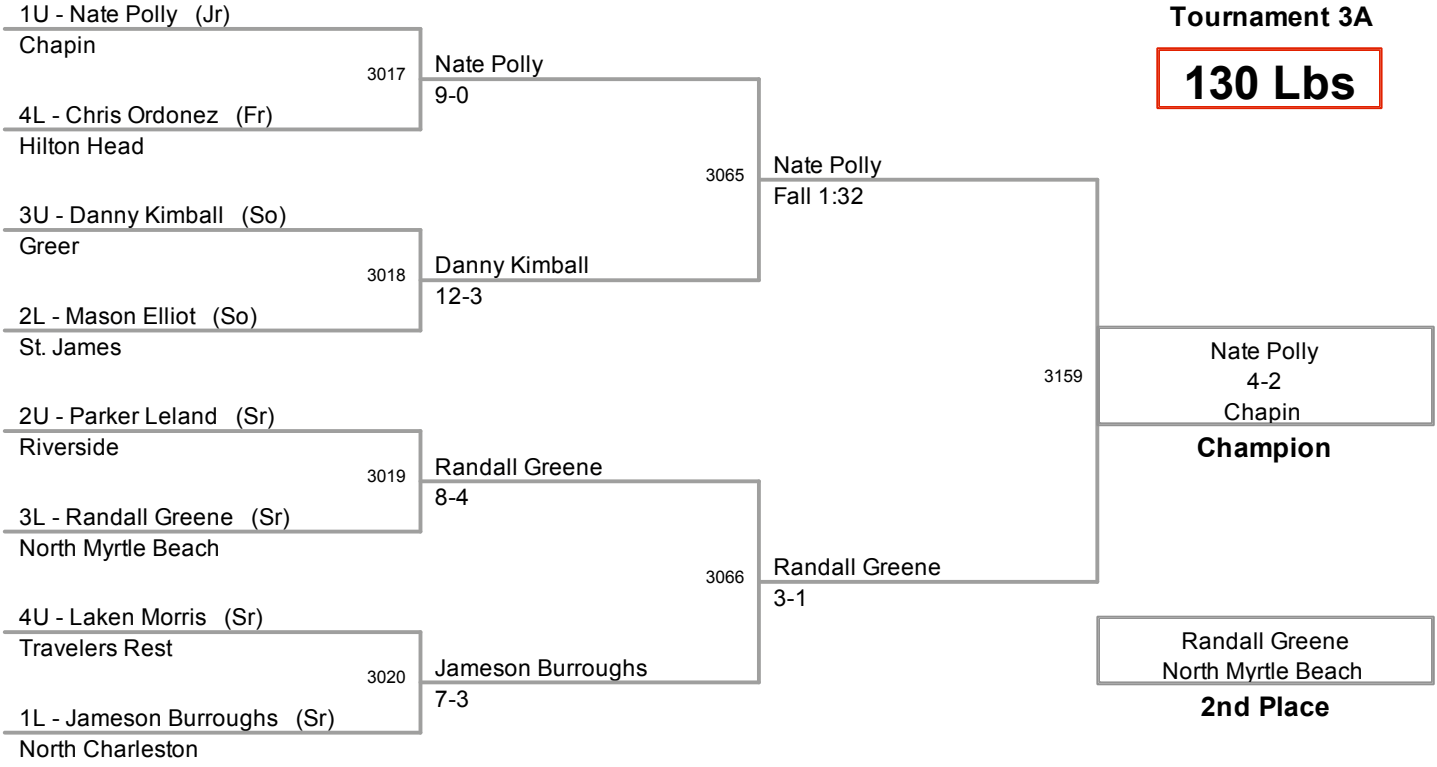 Tournament 3A
130 Lbs
1U - Nate Polly (Jr)
Chapin
3017
4L - Chris Ordonez (Fr)
Hilton Head
3U - Danny Kimball (So)
Greer
3018
2L - Mason Elliot (So)
St. James
2U - Parker Leland (Sr)
Riverside
3019
3L - Randall Greene (Sr)
North Myrtle Beach
4U - Laken Morris (Sr)
Travelers Rest
3020
1L - Jameson Burroughs (Sr)
North Charleston
Nate Polly
9-0
3065
Danny Kimball
12-3
Randall Greene
8-4
3066
Jameson Burroughs
7-3
Nate Polly
Fall 1:32
3159
Randall Greene
3-1
Nate Polly
4-2
Chapin
Champion
Randall Greene
North Myrtle Beach
2nd Place